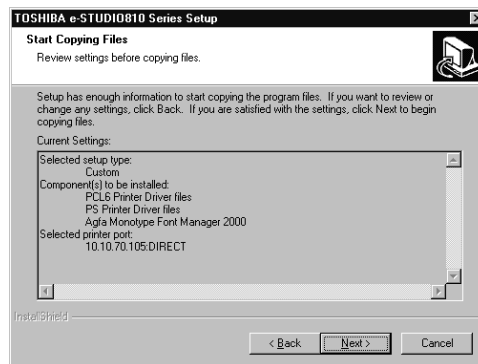 TOSHIBA e-STUDIO810 Series Setup
Start Copying Files
Review settings before copying files.
Setup has enough information to start copying the program files. If you want to review or
change any settings, click Back. If you are satisfied with the settings, click Next to begin
copying files.
Current Settings:
Selected setup type:
Custom
Component(s) to be installed:
PCL6 Printer Driver files
PS Printer Driver files
Agfa Monotype Font Manager 2000
Selected printer port:
10.10.70.105:DIRECT
InstallShield
< Back
Next >
Cancel